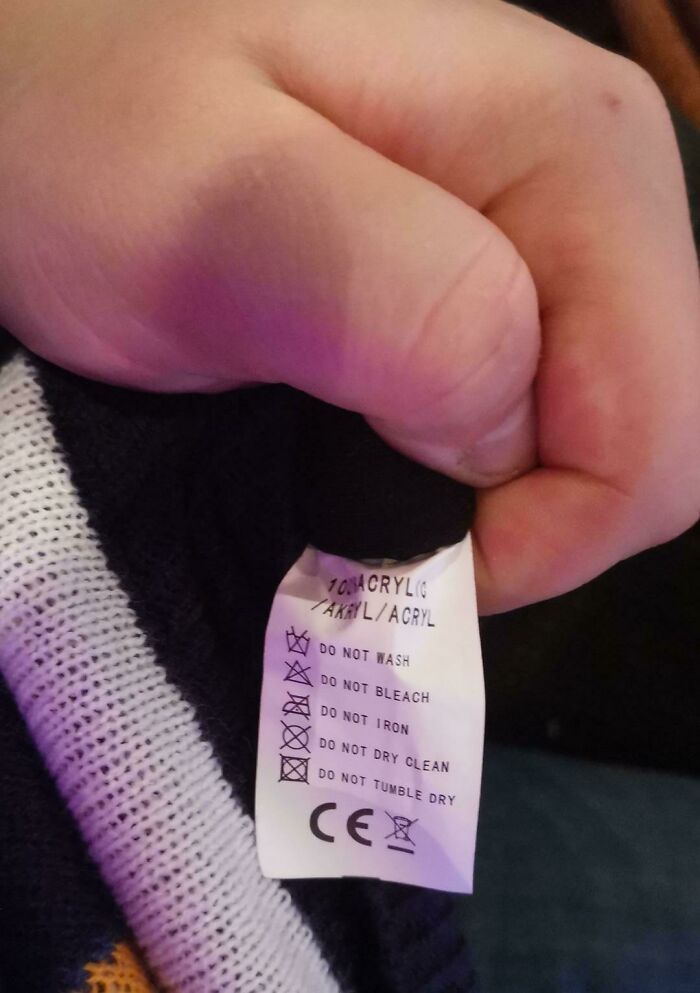 100% ACRYLIC
/AKRYL/ACRYL
DO NOT WASH
DO NOT BLEACH
DO NOT IRON
DO NOT DRY CLEAN
DO NOT TUMBLE DRY
CE